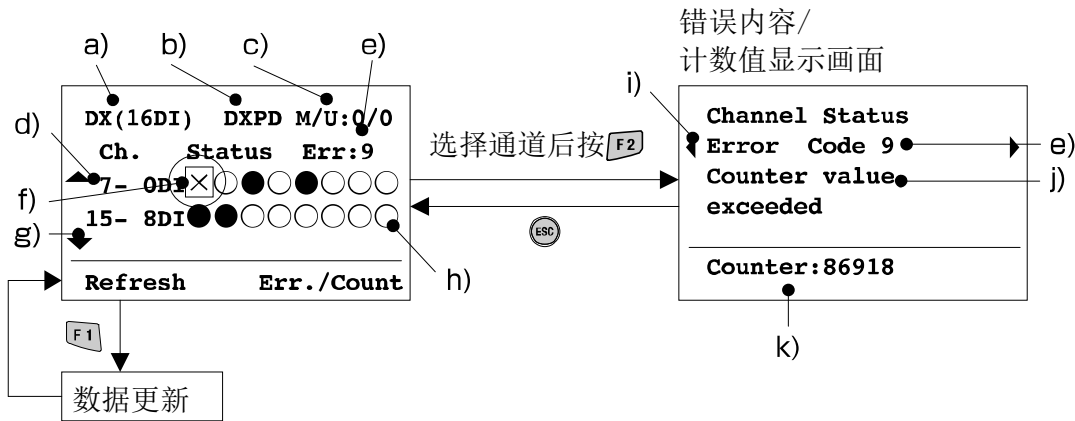 错误内容/
计数值显示画面
a)
b)
c)
e)
DX(16DI) DXPD M/U:0/0
d)
Ch. Status Err:9
7- 0DI
f)
15- 8DI
g)
h)
Refresh Err./Count
F1
数据更新
选择通道后按F2
ESC
i)
Channel Status
Error Code 9
e)
Counter value
j)
exceeded
Counter:86918
k)